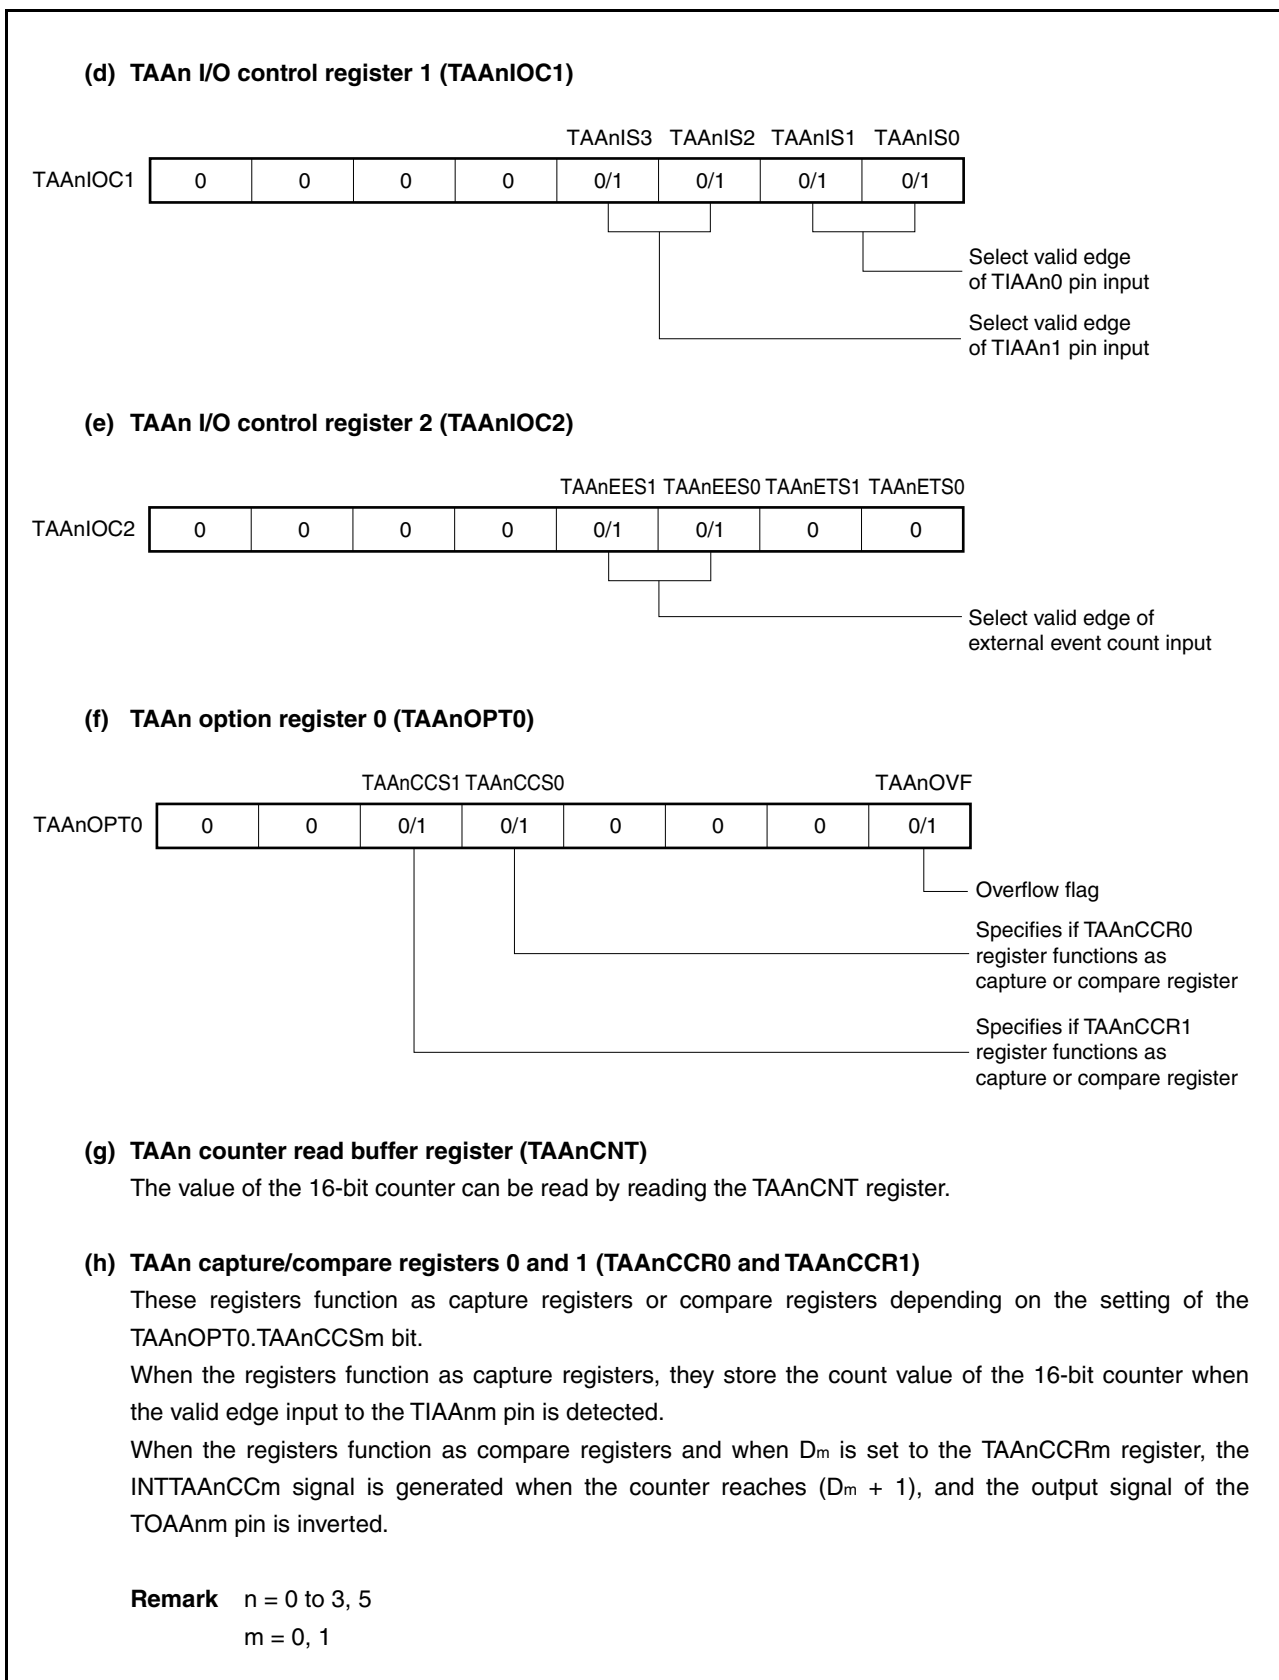 (d) TAAn I/O control register 1 (TAAnIOC1)
TAAnIS3 TAAnIS2 TAAnIS1 TAAnIS0
TAAnIOC1 0 0 0 0 0/1 0/1 0/1 0/1
Select valid edge
of TIAAn0 pin input
Select valid edge
of TIAAn1 pin input
(e) TAAn I/O control register 2 (TAAnIOC2)
TAAnEES1 TAAnEES0 TAAnETS1 TAAnETS0
TAAnIOC2 0 0 0 0 0/1 0/1 0 0
Select valid edge of
external event count input
(f) TAAn option register 0 (TAAnOPT0)
TAAnCCS1 TAAnCCS0 TAAnOVF
TAAnOPT0 0 0 0/1 0/1 0 0 0 0/1
Overflow flag
Specifies if TAAnCCR0
register functions as
capture or compare register
Specifies if TAAnCCR1
register functions as
capture or compare register
(g) TAAn counter read buffer register (TAAnCNT)
The value of the 16-bit counter can be read by reading the TAAnCNT register.
(h) TAAn capture/compare registers 0 and 1 (TAAnCCR0 and TAAnCCR1)
These registers function as capture registers or compare registers depending on the setting of the
TAAnOPT0.TAAnCCSm bit.
When the registers function as capture registers, they store the count value of the 16-bit counter when
the valid edge input to the TIAAnm pin is detected.
When the registers function as compare registers and when Dm is set to the TAAnCCRm register, the
INTTAAnCCm signal is generated when the counter reaches (Dm + 1), and the output signal of the
TOAAnm pin is inverted.
Remark n = 0 to 3, 5
m = 0, 1